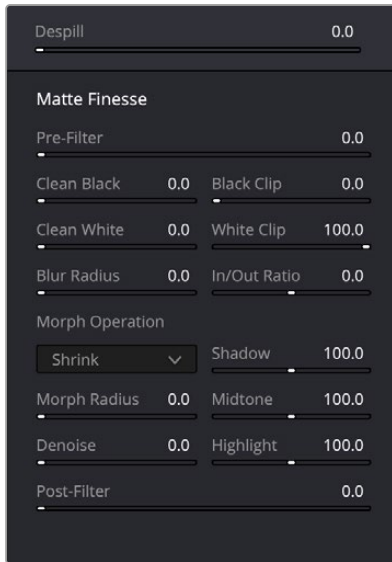 Despill 0.0
Matte Finesse
Pre-Filter 0.0
Clean Black 0.0 Black Clip 0.0
Clean White 0.0 White Clip 100.0
Blur Radius 0.0 In/Out Ratio 0.0
Morph Operation
Shrink Shadow 100.0
Morph Radius 0.0 Midtone 100.0
Denoise 0.0 Highlight 100.0
Post-Filter 0.0